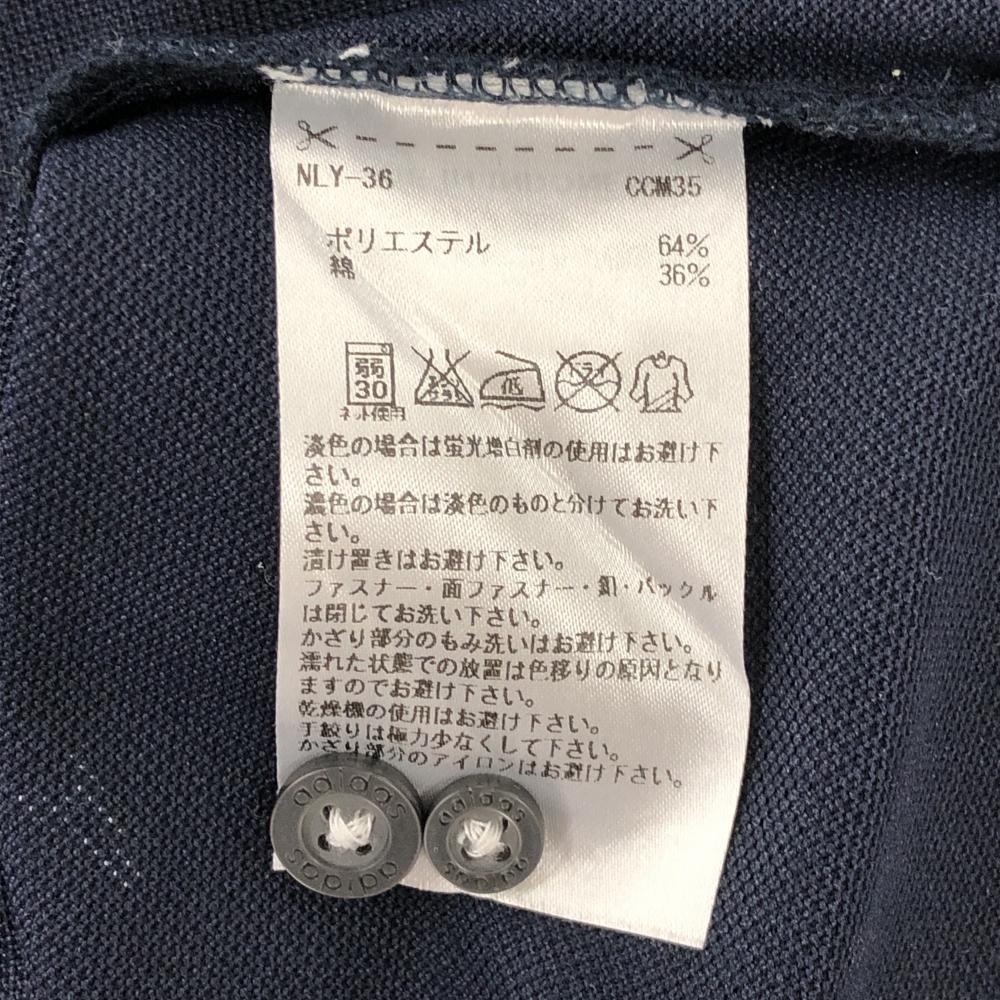 NLY-36 CCM35
ポリエステル 64%
綿 36%
弱
30
ネット使用
低
ドライ
淡色の場合は蛍光増白剤の使用はお避け下
さい。
濃色の場合は淡色のものと分けてお洗い下
さい。
漬け置きはお避け下さい。
ファスナー・面ファスナー・釦・バックル
は閉じてお洗い下さい。
かざり部分のもみ洗いはお避け下さい。
濡れた状態での放置は色移りの原因となり
ますのでお避け下さい。
乾燥機の使用はお避け下さい。
手絞りは極力少なくして下さい。
かざり部分のアイロンはお避け下さい。
adidas adidas
adidas adidas